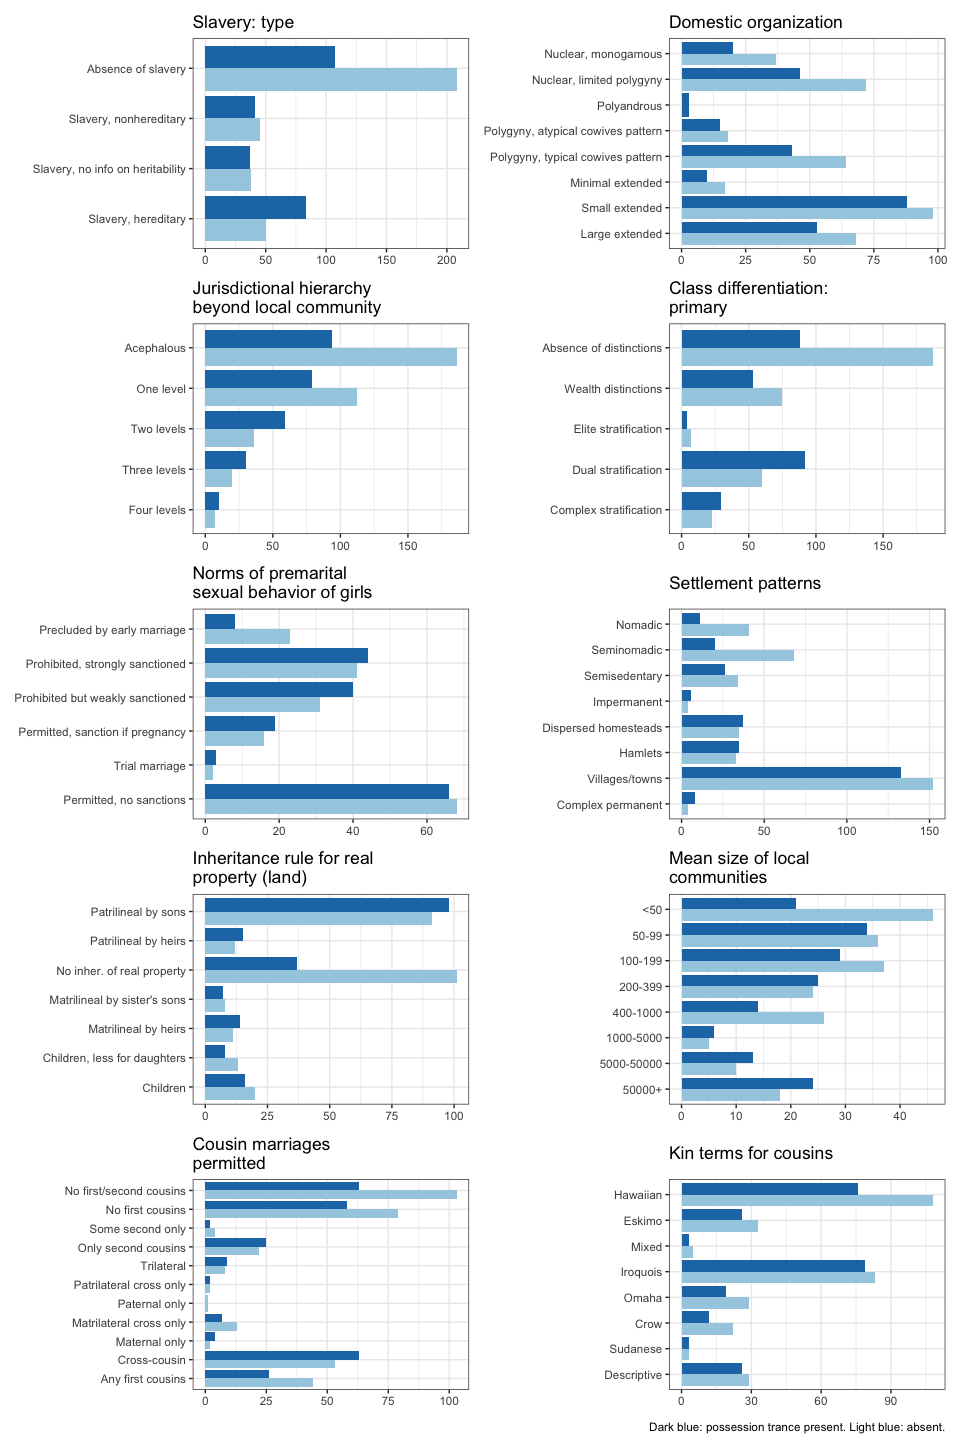 Slavery: type
Absence of slavery
Slavery, nonhereditary
Slavery, no info on heritability
Slavery, hereditary
0 50 100 150 200
Domestic organization
Nuclear, monogamous
Nuclear, limited polygyny
Polyandrous
Polygyny, atypical cowives pattern
Polygyny, typical cowives pattern
Minimal extended
Small extended
Large extended
0 25 50 75 100
Jurisdictional hierarchy
beyond local community
Acephalous
One level
Two levels
Three levels
Four levels
0 50 100 150
Class differentiation:
primary
Absence of distinctions
Wealth distinctions
Elite stratification
Dual stratification
Complex stratification
0 50 100 150
Norms of premarital
sexual behavior of girls
Precluded by early marriage
Prohibited, strongly sanctioned
Prohibited but weakly sanctioned
Permitted, sanction if pregnancy
Trial marriage
Permitted, no sanctions
0 20 40 60
Settlement patterns
Nomadic
Seminomadic
Semisedentary
Impermanent
Dispersed homesteads
Hamlets
Villages/towns
Complex permanent
0 50 100 150
Inheritance rule for real
property (land)
Patrilineal by sons
Patrilineal by heirs
No inher. of real property
Matrilineal by sister's sons
Matrilineal by heirs
Children, less for daughters
Children
0 25 50 75 100
Mean size of local
communities
<50
50-99
100-199
200-399
400-1000
1000-5000
5000-50000
50000+
0 10 20 30 40
Cousin marriages
permitted
No first/second cousins
No first cousins
Some second only
Only second cousins
Trilateral
Patrilateral cross only
Paternal only
Matrilateral cross only
Maternal only
Cross-cousin
Any first cousins
0 25 50 75 100
Kin terms for cousins
Hawaiian
Eskimo
Mixed
Iroquois
Omaha
Crow
Sudanese
Descriptive
0 30 60 90
Dark blue: possession trance present. Light blue: absent.